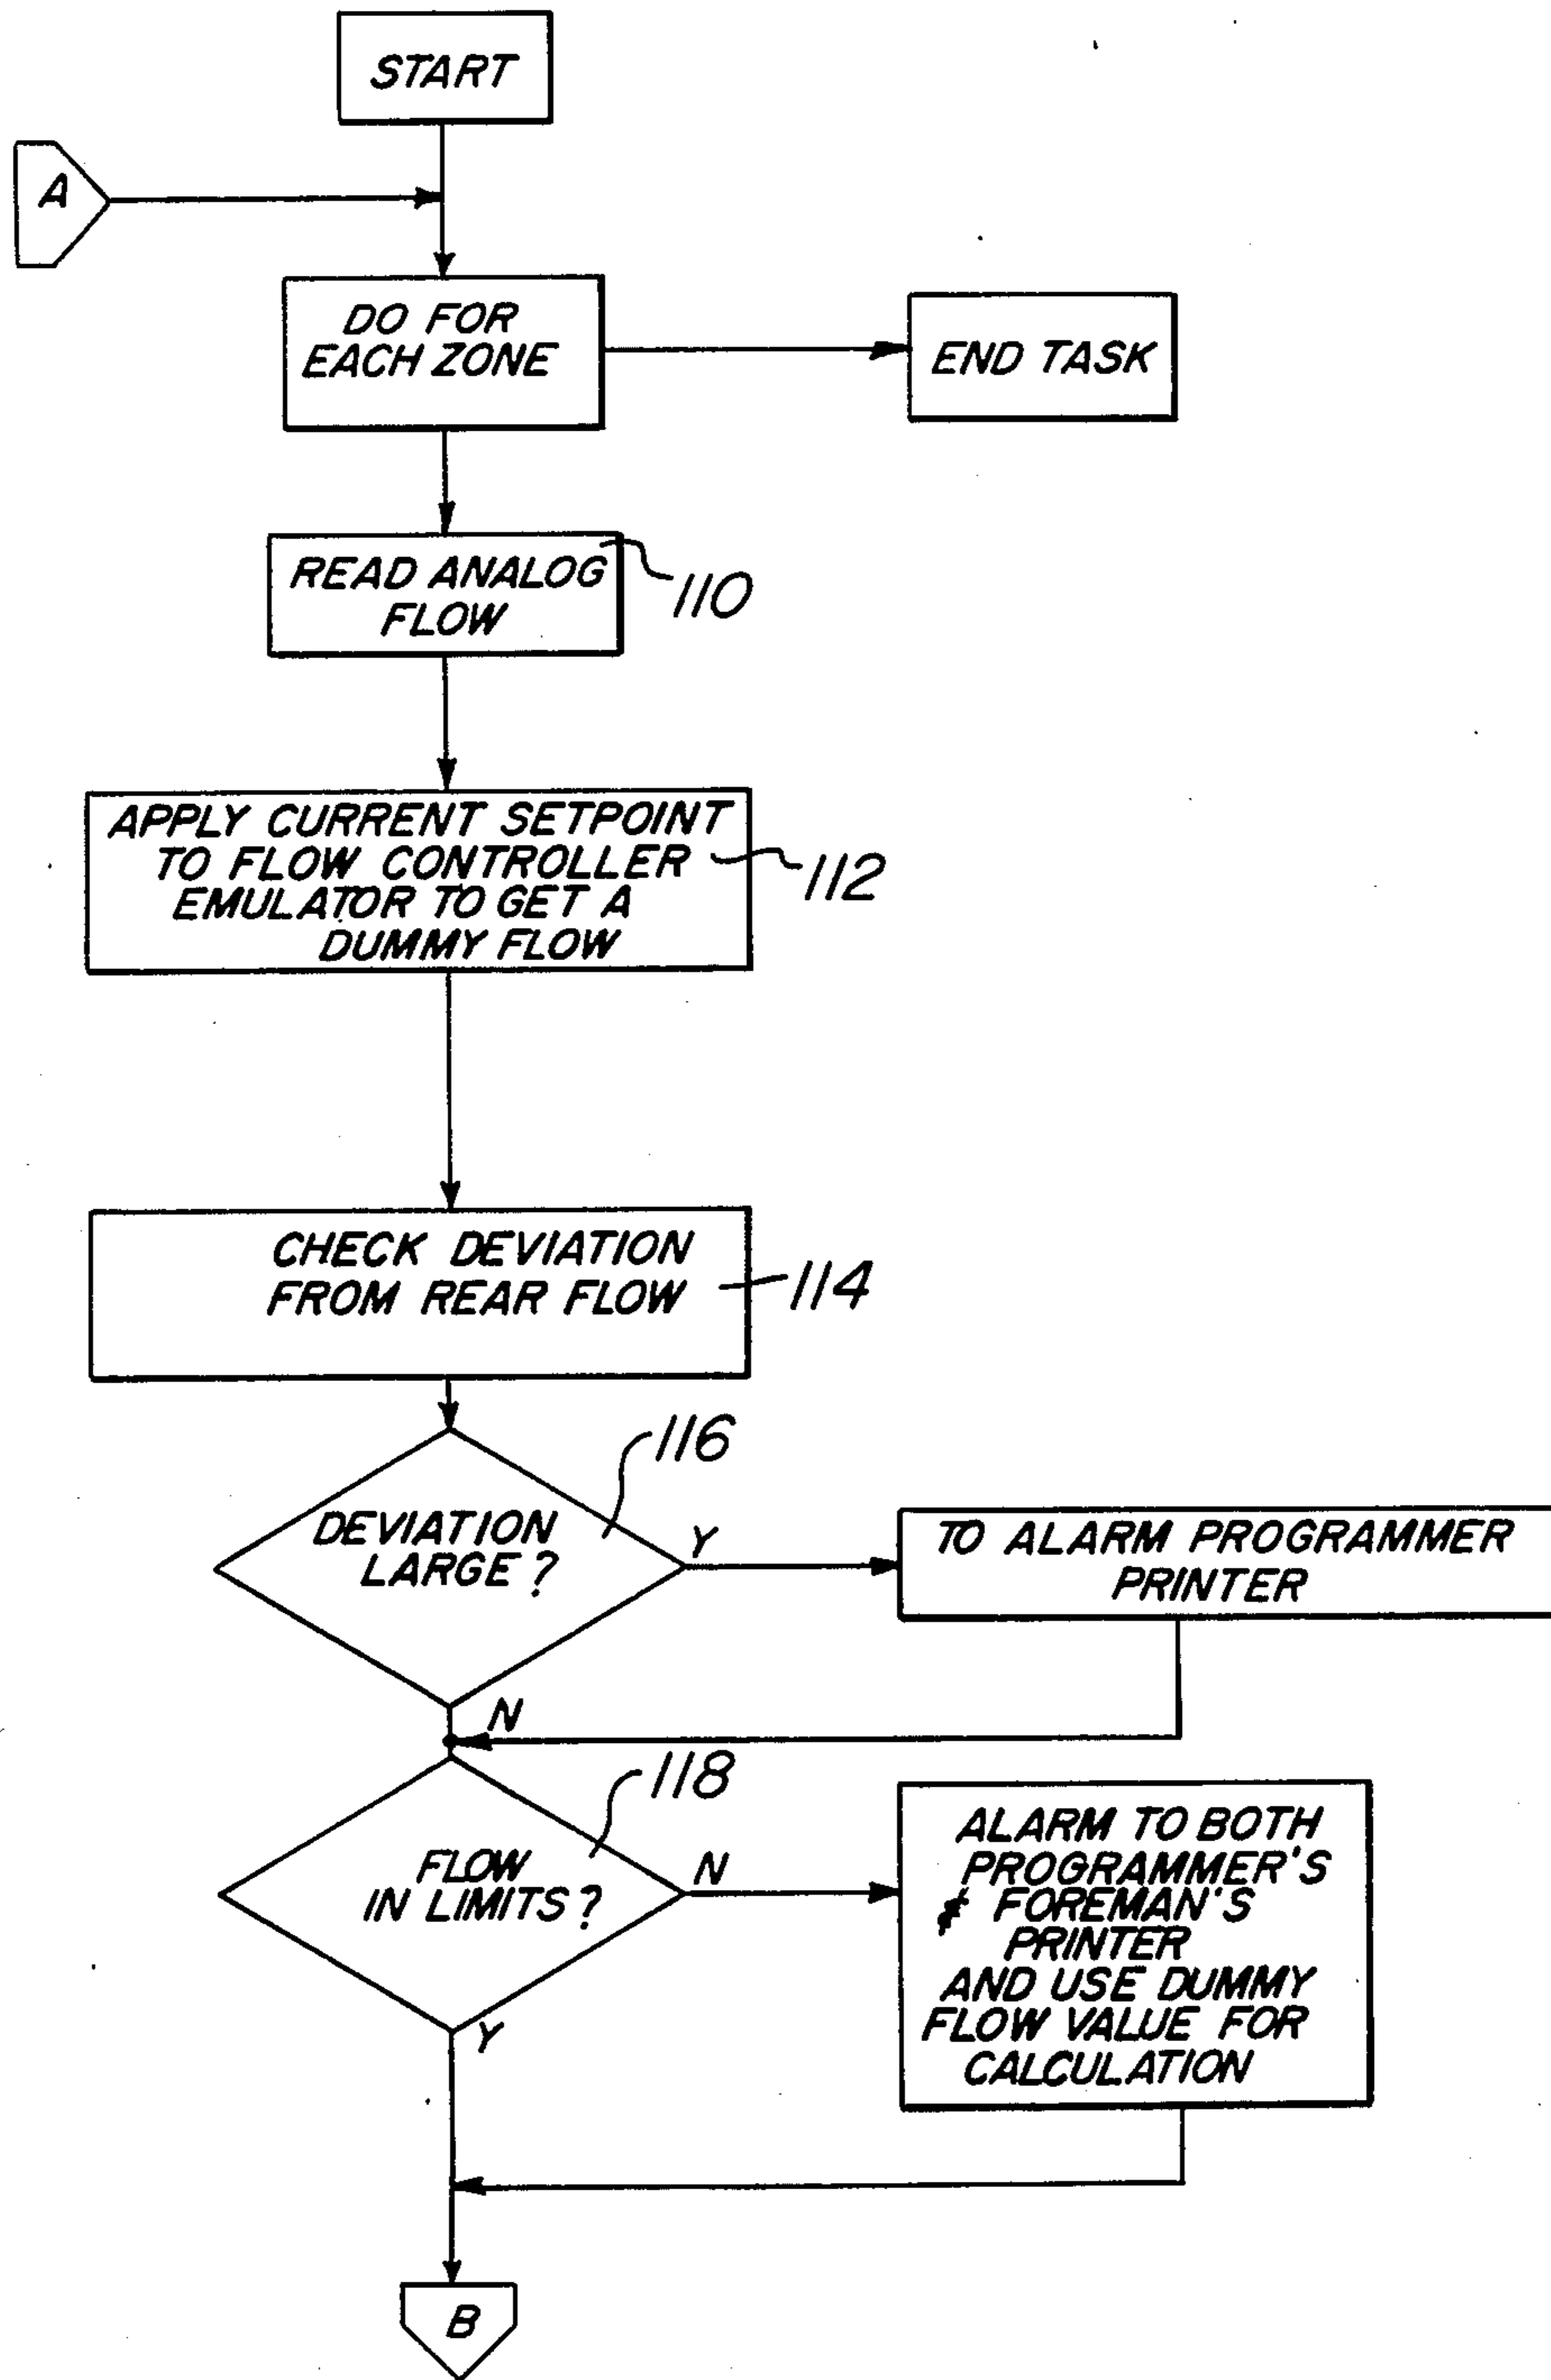 START
A
DO FOR
EACH ZONE
END TASK
READ ANALOG
FLOW
110
APPLY CURRENT SETPOINT
TO FLOW CONTROLLER
EMULATOR TO GET A
DUMMY FLOW
112
CHECK DEVIATION
FROM REAR FLOW
114
116
DEVIATION
LARGE?
Y
TO ALARM PROGRAMMER
PRINTER
N
118
FLOW
IN LIMITS?
N
ALARM TO BOTH
PROGRAMMER'S
& FOREMAN'S
PRINTER
AND USE DUMMY
FLOW VALUE FOR
CALCULATION
Y
B